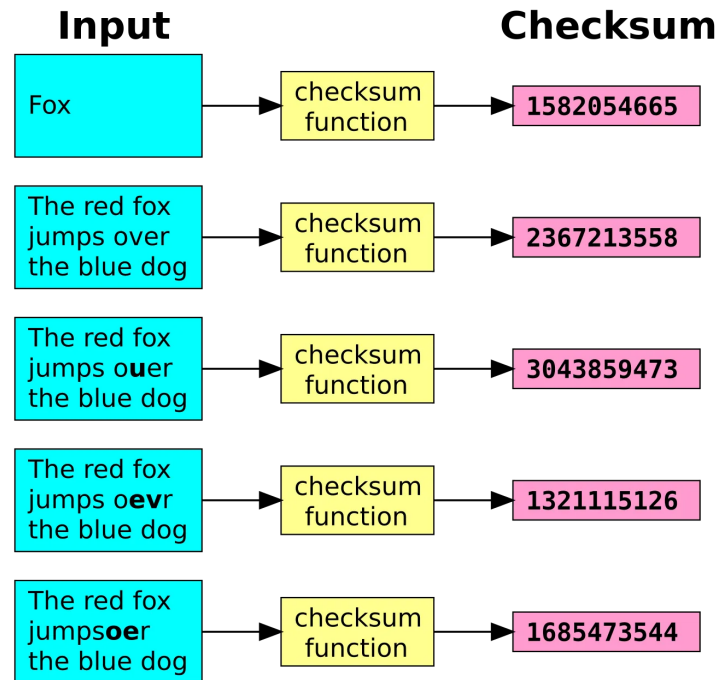 Input Checksum
Fox
checksum
function
1582054665
The red fox
jumps over
the blue dog
checksum
function
2367213558
The red fox
jumps ouer
the blue dog
checksum
function
3043859473
The red fox
jumps oevr
the blue dog
checksum
function
1321115126
The red fox
jumpsoer
the blue dog
checksum
function
1685473544